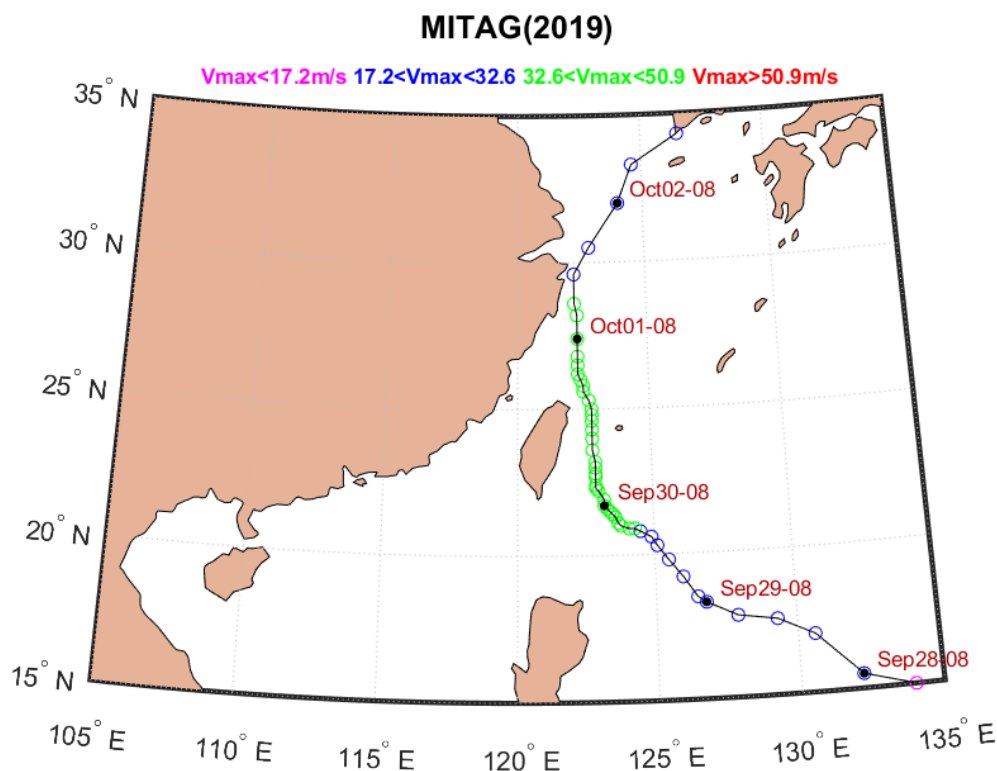 MITAG(2019)
Vmax<17.2m/s 17.2<Vmax<32.6 32.6<Vmax<50.9 Vmax>50.9m/s
35° N
Oct02-08
30° N
Oct01-08
25° N
Sep30-08
20° N
Sep29-08
Sep28-08
15° N
105° E 110° E 115° E 120° E 125° E 130° E 135° E